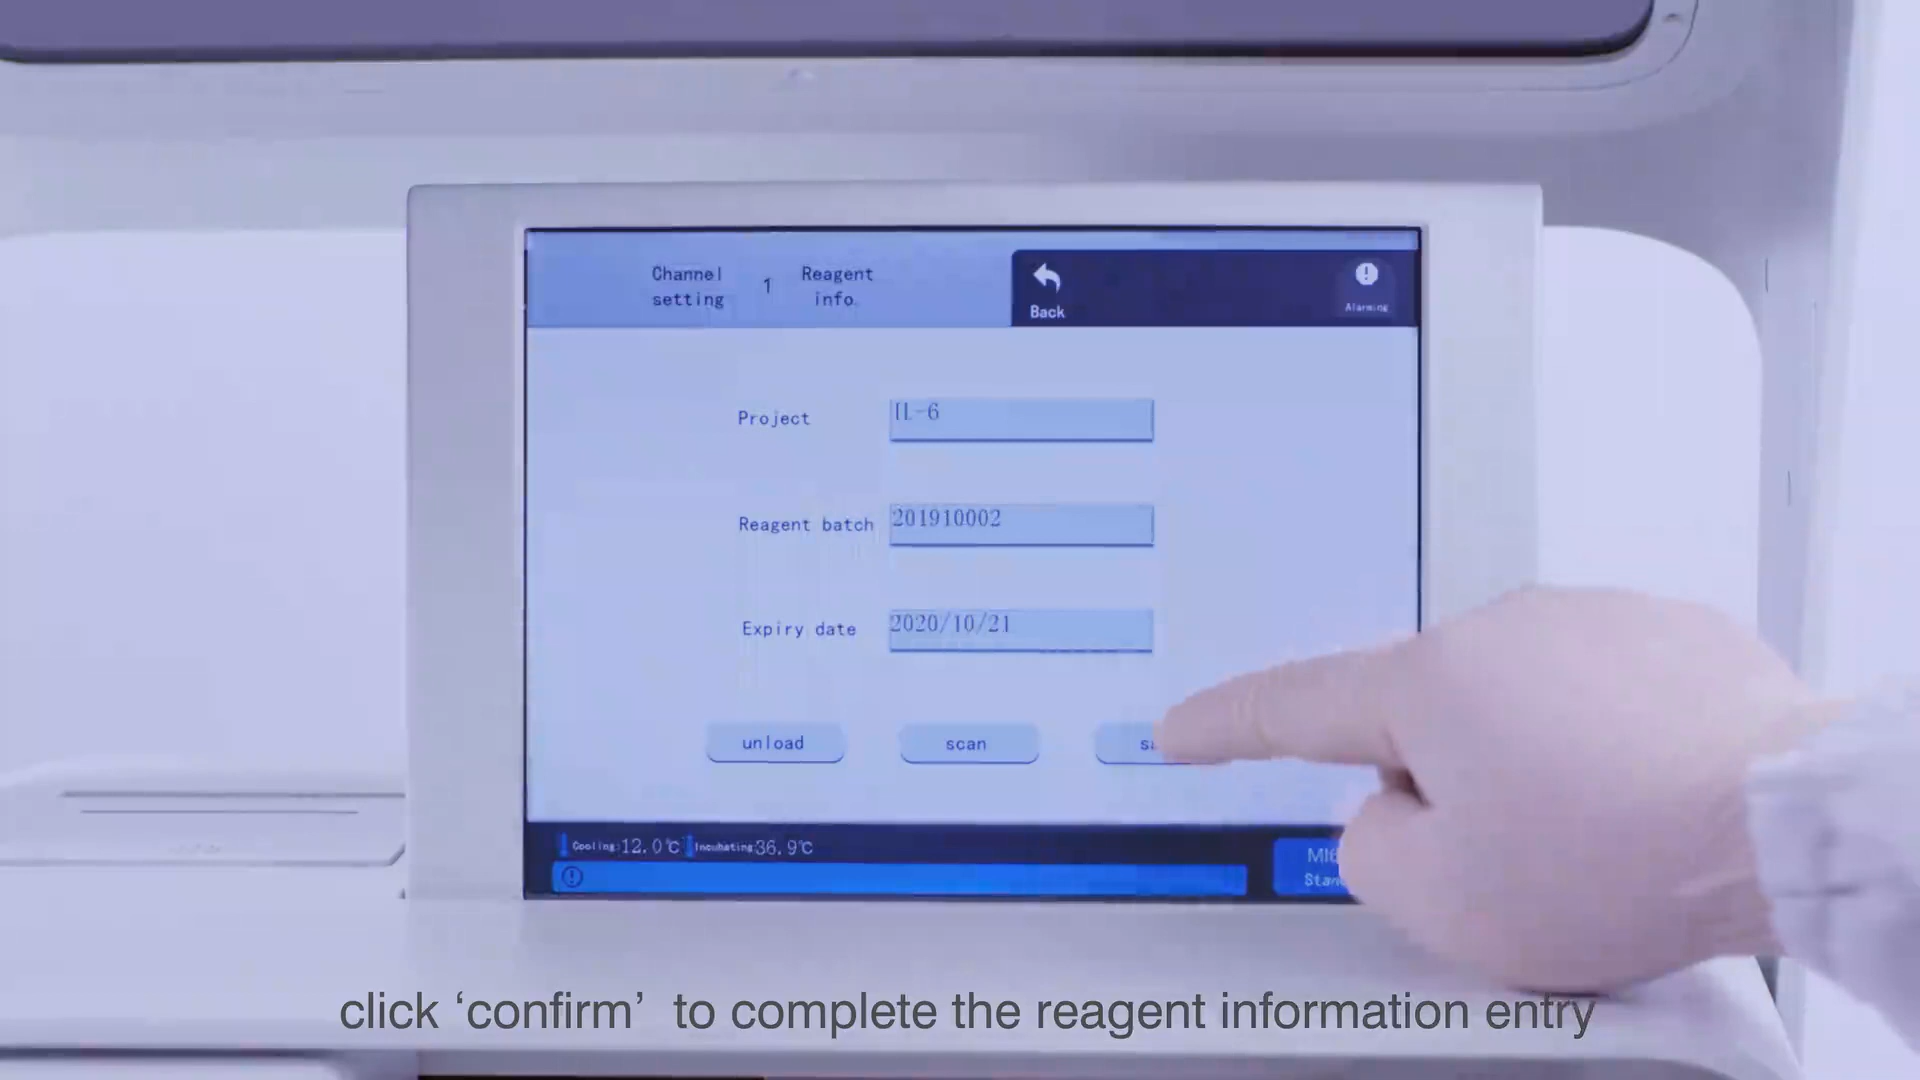 Channel setting
1
Reagent info.
Back
Alarming
Project
IL-6
Reagent batch
201910002
Expiry date
2020/10/21
unload
scan
Cooling:12.0℃ Incubating:36.9℃
click ‘confirm’ to complete the reagent information entry